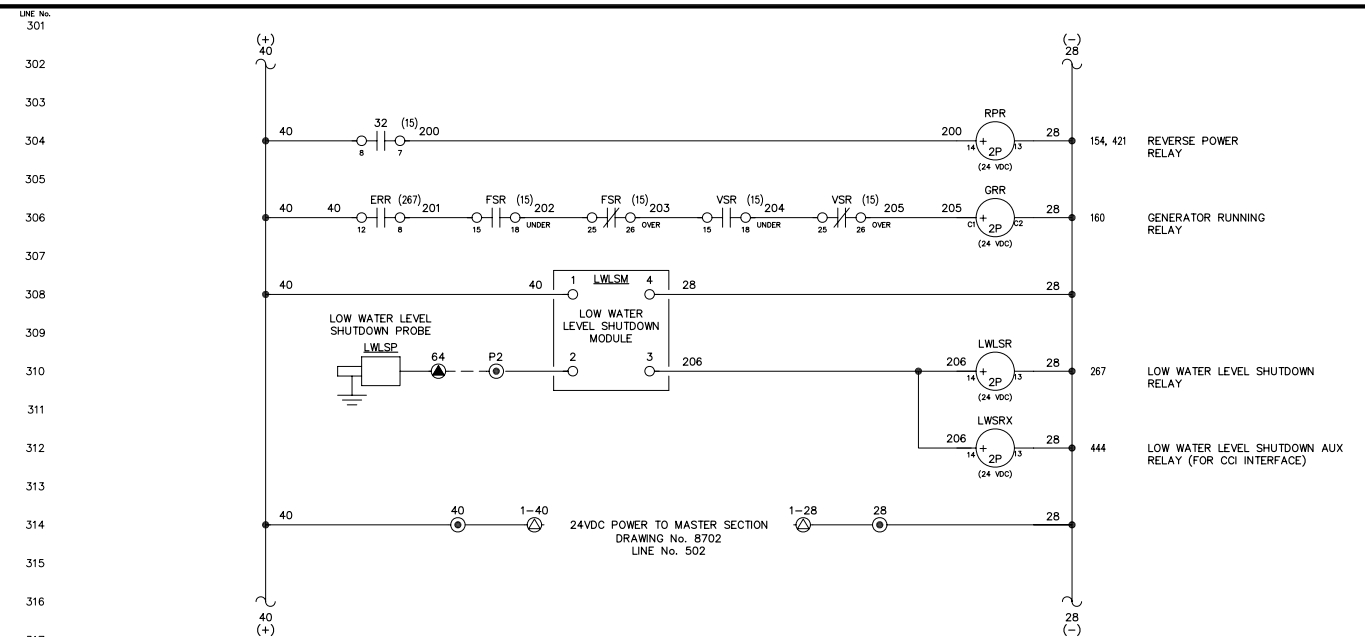 LINE No.
301
(+) (-)
40 28
302
303
RPR
32 (15)
304 40 200 200 + 28 154, 421 REVERSE POWER
8 7 14 2P 13 RELAY
(24 VDC)
305
GRR
ERR (267) FSR (15) FSR (15) VSR (15) VSR (15)
306 40 40 201 202 203 204 205 205 + 28 160 GENERATOR RUNNING
12 8 15 18 UNDER 25 26 OVER 15 18 UNDER 25 26 OVER C1 2P C2 RELAY
(24 VDC)
307
308 40 40 1 LWLSM 4 28 28
LOW WATER
LEVEL SHUTDOWN
MODULE
309
LOW WATER LEVEL
SHUTDOWN PROBE
LWLSP
LWLSR
310 64 P2 2 3 206 206 + 28 267 LOW WATER LEVEL SHUTDOWN
14 2P 13 RELAY
(24 VDC)
311
LWSRX
312 206 + 28 444 LOW WATER LEVEL SHUTDOWN AUX
14 2P 13 RELAY (FOR CCI INTERFACE)
(24 VDC)
313
314 40 40 1-40 24VDC POWER TO MASTER SECTION 1-28 28 28
DRAWING No. 8702
LINE No. 502
315
316
40 28
(+) (-)